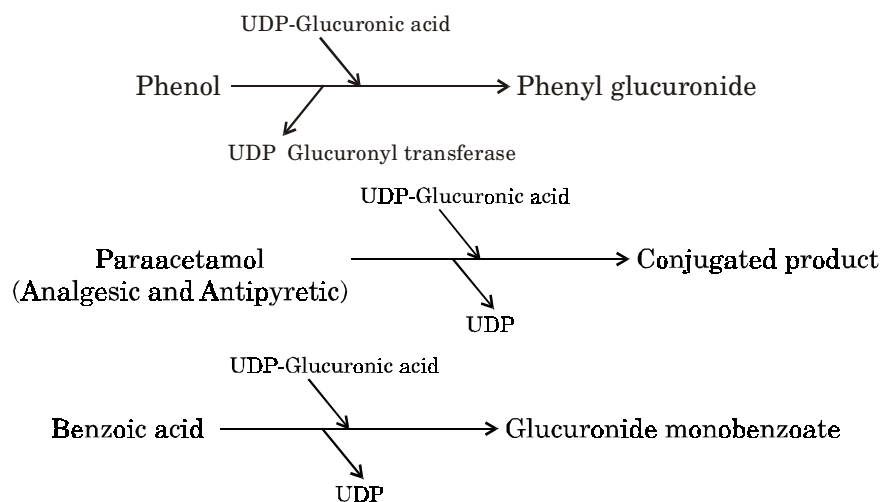 UDP-Glucuronic acid
Phenol
Phenyl glucuronide
UDP Glucuronyl transferase
UDP-Glucuronic acid
Paraacetamol
(Analgesic and Antipyretic)
Conjugated product
UDP
UDP-Glucuronic acid
Benzoic acid
Glucuronide monobenzoate
UDP